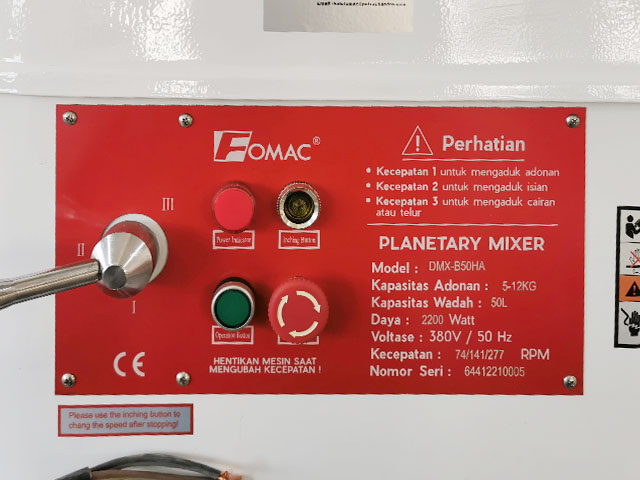 FOMAC®
Perhatian
• Kecepatan 1 untuk mengaduk adonan
• Kecepatan 2 untuk mengaduk isian
• Kecepatan 3 untuk mengaduk cairan
atau telur
III
II
I
Power Indicator
Inching Button
Operation Button
PLANETARY MIXER
Model : DMX-B50HA
Kapasitas Adonan : 5-12KG
Kapasitas Wadah : 50L
Daya : 2200 Watt
Voltase : 380V / 50 Hz
Kecepatan : 74/141/277 RPM
Nomor Seri : 64412210005
CE
HENTIKAN MESIN SAAT
MENGUBAH KECEPATAN !
Please use the inching button to
chang the speed after stopping!